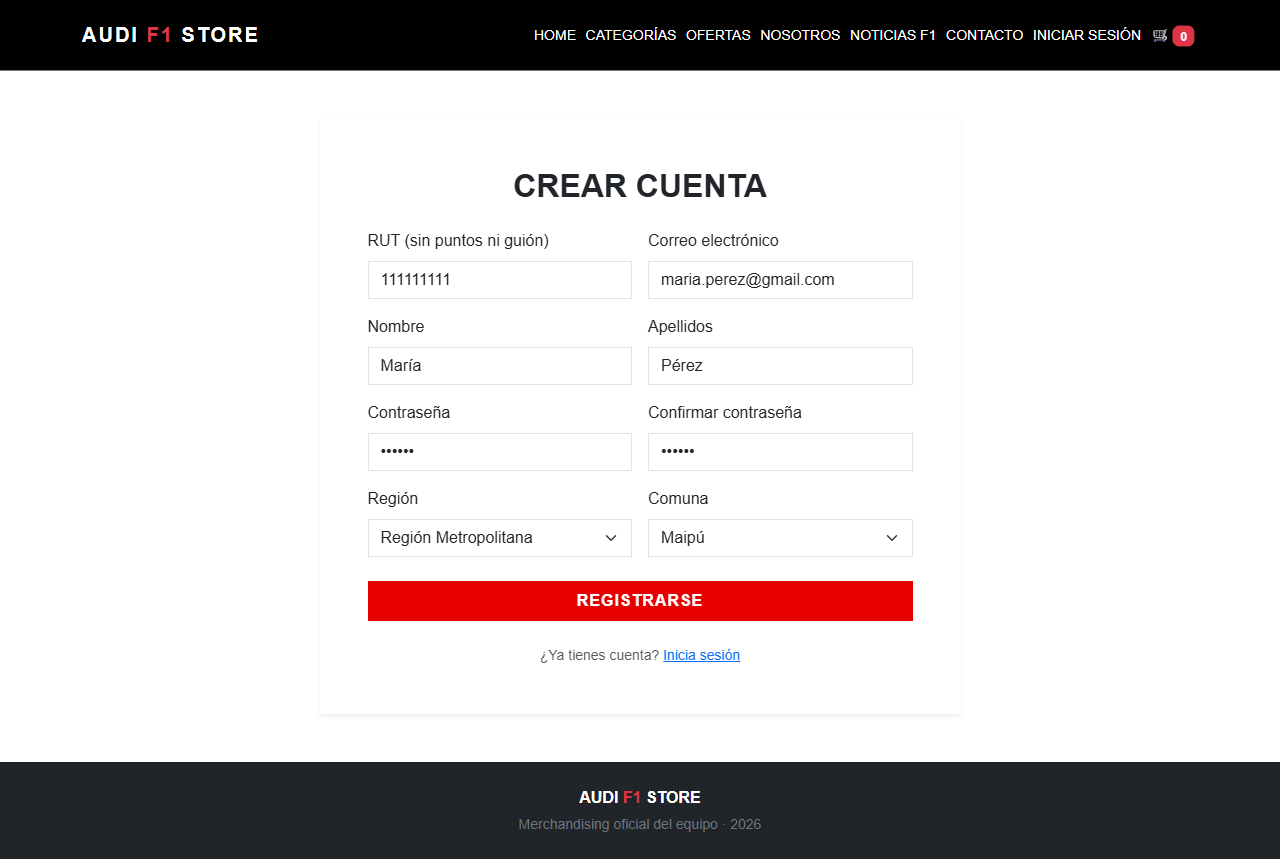 AUDI F1 STORE
HOME CATEGORÍAS OFERTAS NOSOTROS NOTICIAS F1 CONTACTO INICIAR SESIÓN 🛒 0
CREAR CUENTA
RUT (sin puntos ni guión) Correo electrónico
111111111 maria.perez@gmail.com
Nombre Apellidos
María Pérez
Contraseña Confirmar contraseña
•••••• ••••••
Región Comuna
Región Metropolitana Maipú
REGISTRARSE
¿Ya tienes cuenta? Inicia sesión
AUDI F1 STORE
Merchandising oficial del equipo · 2026